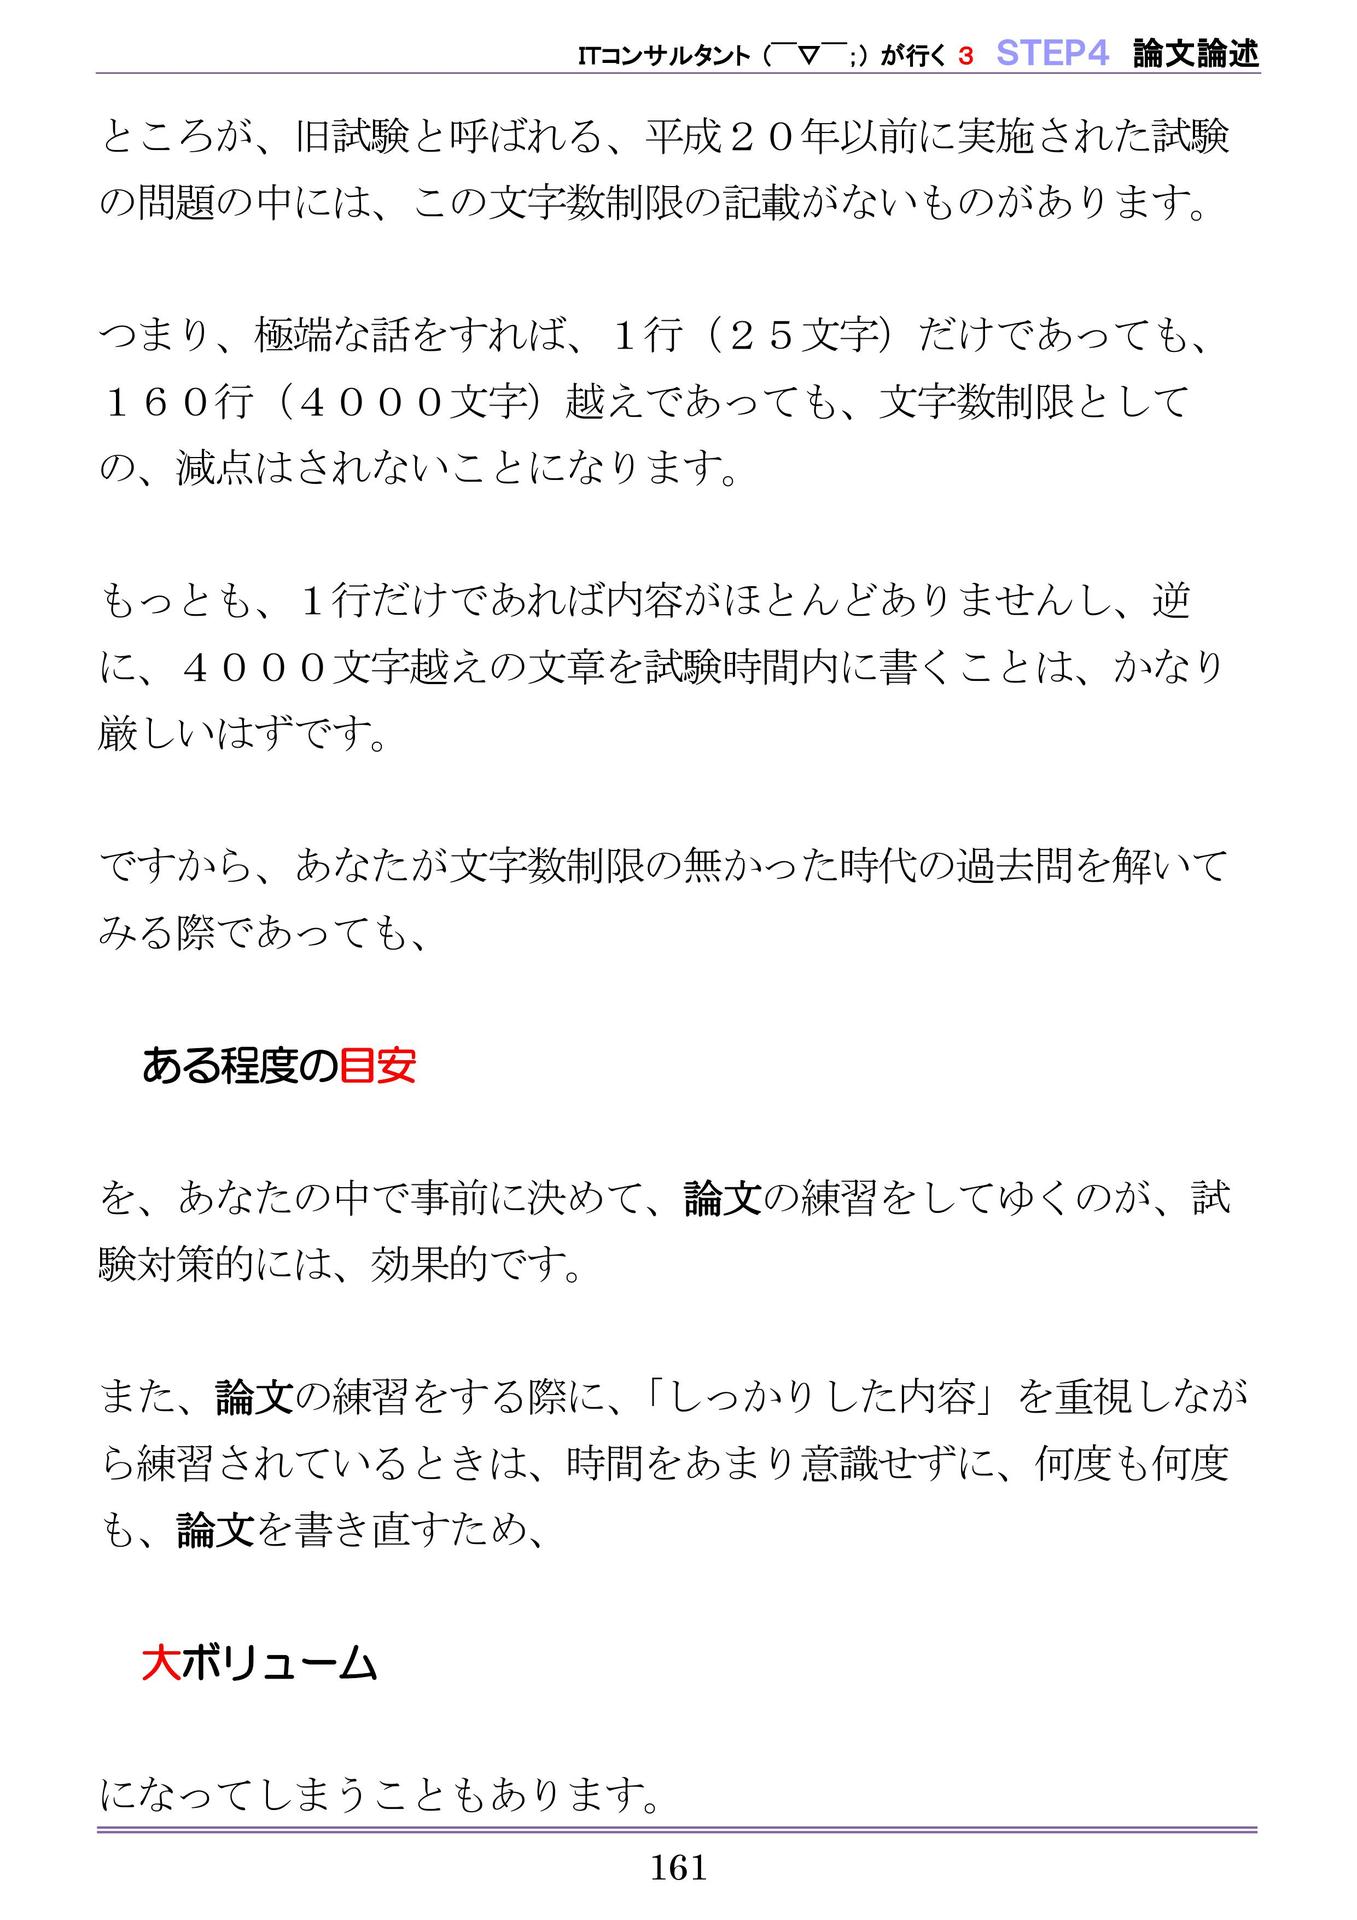 ITコンサルタント（￣▽￣；）が行く 3 STEP4 論文論述
ところが、旧試験と呼ばれる、平成２０年以前に実施された試験
の問題の中には、この文字数制限の記載がないものがあります。
つまり、極端な話をすれば、１行（２５文字）だけであっても、
１６０行（４０００文字）越えであっても、文字数制限として
の、減点はされないことになります。
もっとも、１行だけであれば内容がほとんどありませんし、逆
に、４０００文字越えの文章を試験時間内に書くことは、かなり
厳しいはずです。
ですから、あなたが文字数制限の無かった時代の過去問を解いて
みる際であっても、
ある程度の目安
を、あなたの中で事前に決めて、論文の練習をしてゆくのが、試
験対策的には、効果的です。
また、論文の練習をする際に、「しっかりした内容」を重視しなが
ら練習されているときは、時間をあまり意識せずに、何度も何度
も、論文を書き直すため、
大ボリューム
になってしまうこともあります。
161